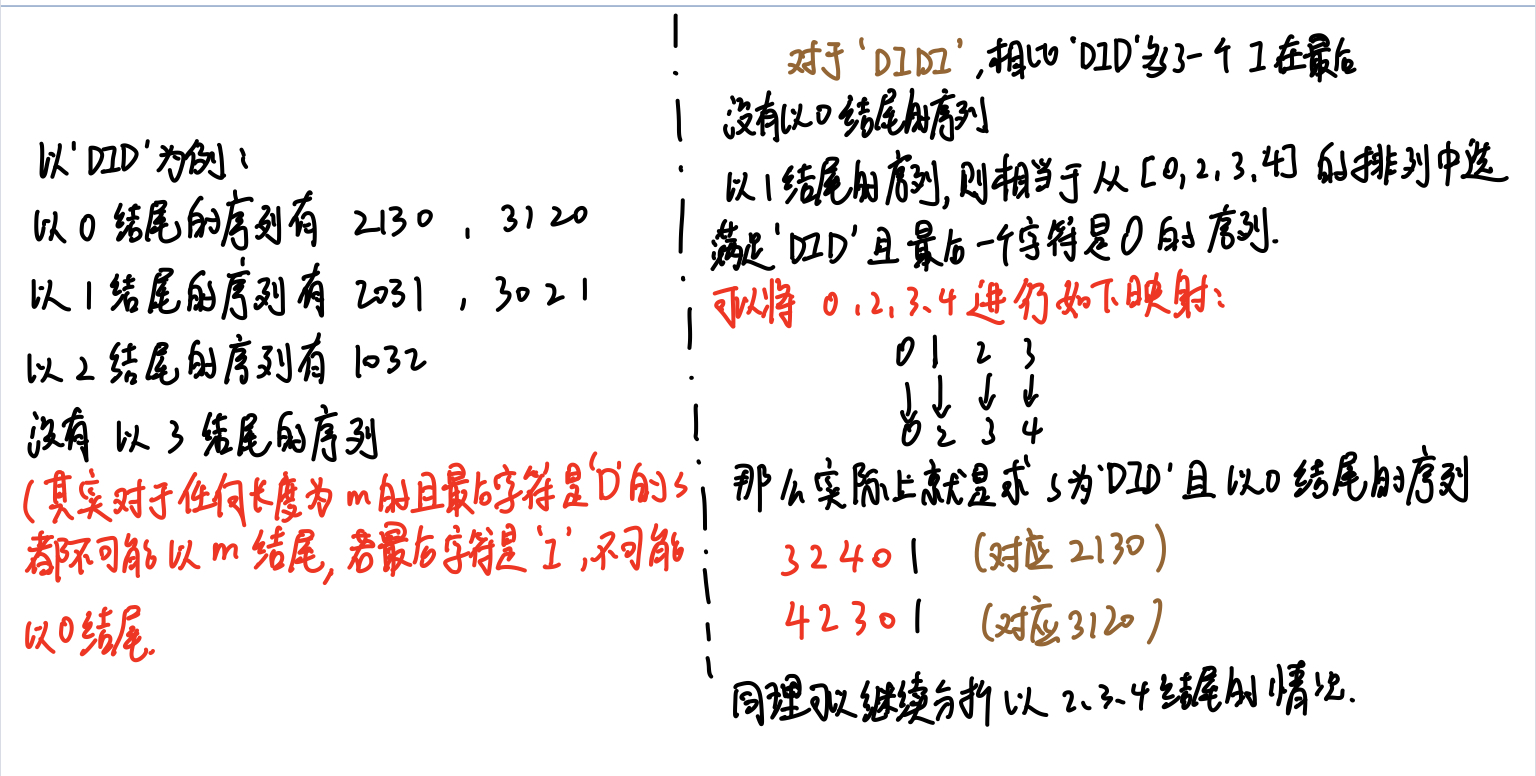 以'DID'为例：
以0结尾的序列有 2130 , 3120
以1结尾的序列有 2031 , 3021
以2结尾的序列有 1032
没有 以3结尾的序列
(其实对于任何长度为m的且最后字符是'D'的s
都不可能以m结尾, 若最后字符是'I', 不可能
以0结尾.
对于'DIDI', 相比'DID'多了一个I在最后
没有以0结尾的序列
以1结尾的序列, 则相当于从[0,2,3,4]的排列中选
满足'DID'且最后一个字符是0的序列.
可以将 0,2,3,4 进行如下映射:
0 1 2 3
↓ ↓ ↓ ↓
0 2 3 4
那么实际上就是求s为'DID'且以0结尾的序列
32401 (对应2130)
42301 (对应3120)
同理可以继续分析以2,3,4结尾的情况.